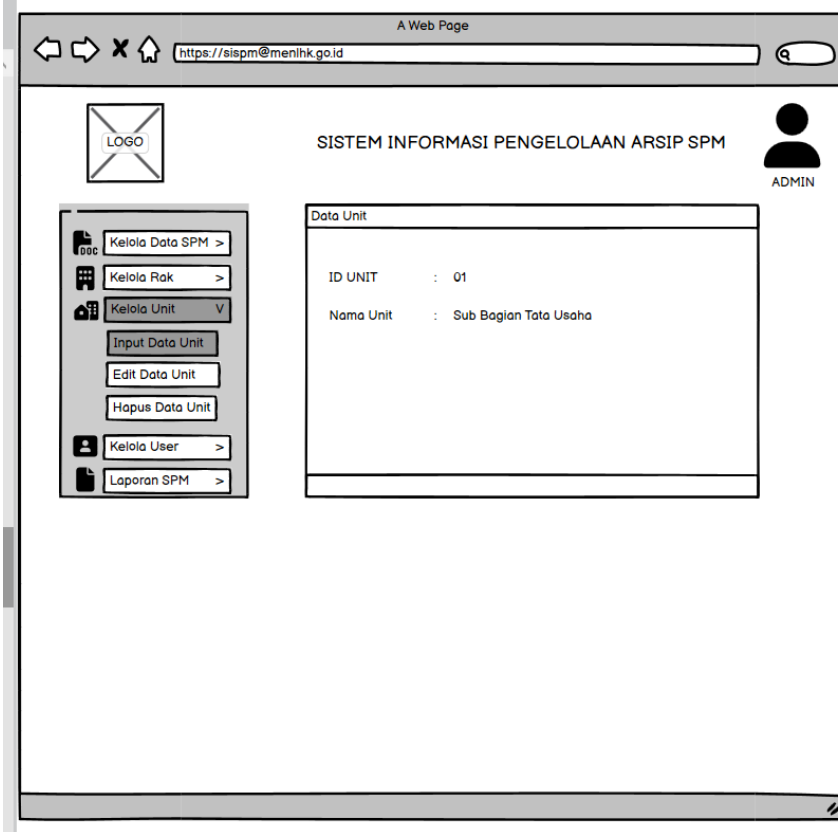 A Web Page
https://sispm@menlhk.go.id
LOGO
SISTEM INFORMASI PENGELOLAAN ARSIP SPM
ADMIN
DOC
Kelola Data SPM >
Kelola Rak >
Kelola Unit V
Input Data Unit
Edit Data Unit
Hapus Data Unit
Kelola User >
Laporan SPM >
Data Unit
ID UNIT : 01
Nama Unit : Sub Bagian Tata Usaha